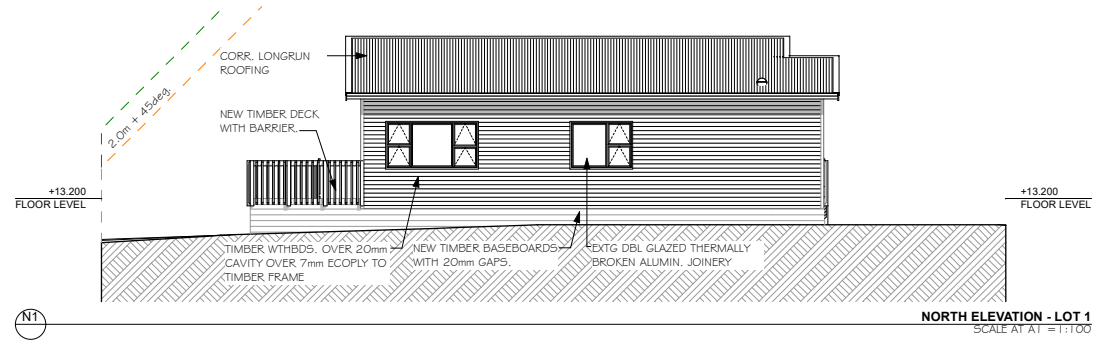 CORR. LONGRUN
ROOFING
2.0m + 45deg.
NEW TIMBER DECK
WITH BARRIER.
+13.200
FLOOR LEVEL
+13.200
FLOOR LEVEL
TIMBER WTHBDS. OVER 20mm
CAVITY OVER 7mm ECOPLY TO
TIMBER FRAME
NEW TIMBER BASEBOARDS
WITH 20mm GAPS.
EXTG DBL GLAZED THERMALLY
BROKEN ALUMIN. JOINERY
N1
NORTH ELEVATION - LOT 1
SCALE AT A1 =1:100